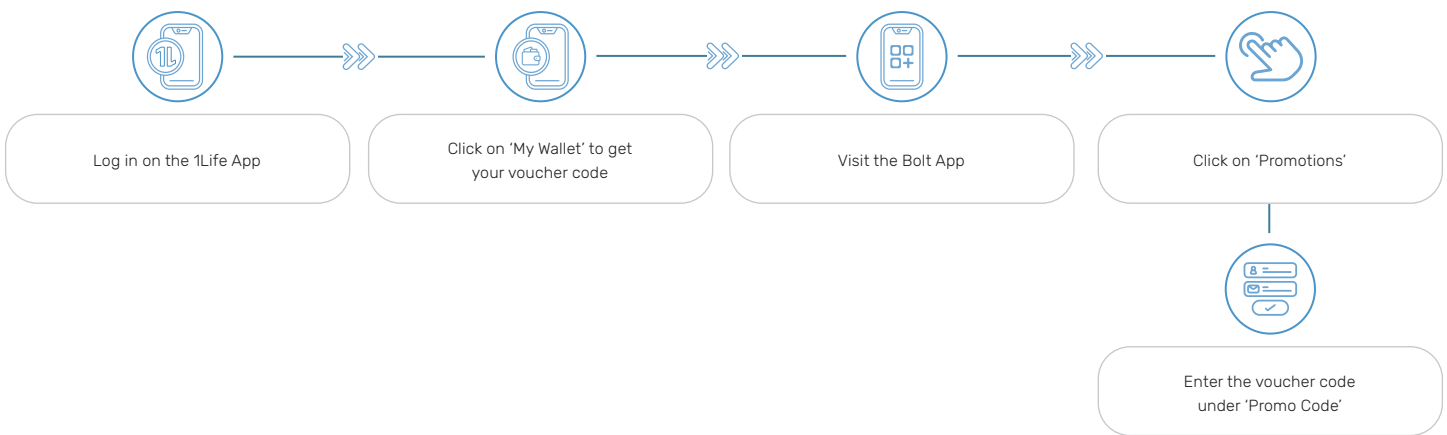 1L
Log in on the 1Life App
Click on ‘My Wallet’ to get
your voucher code
Visit the Bolt App
Click on ‘Promotions’
Enter the voucher code
under ‘Promo Code’